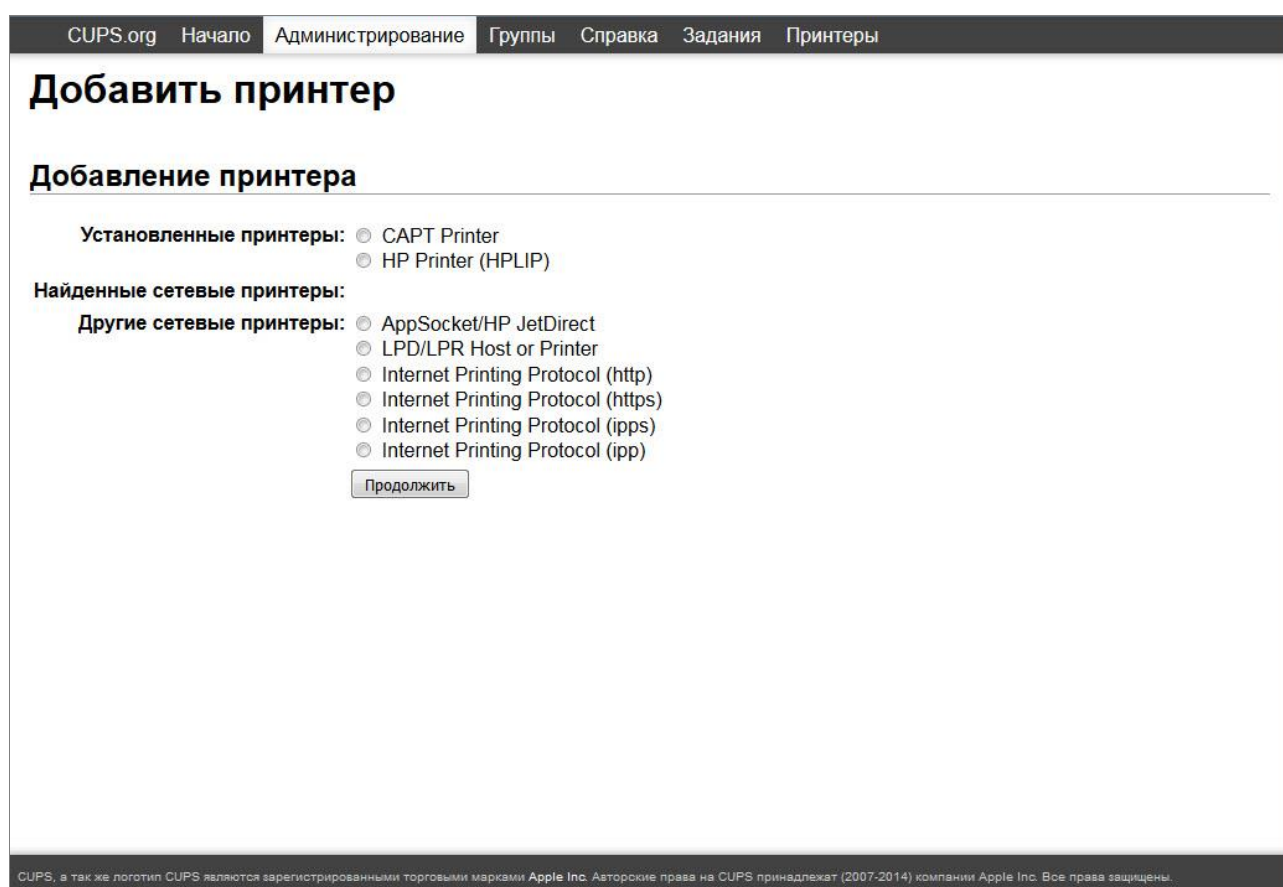 CUPS.org Начало Администрирование Группы Справка Задания Принтеры
Добавить принтер
Добавление принтера
Установленные принтеры: CAPT Printer
HP Printer (HPLIP)
Найденные сетевые принтеры:
Другие сетевые принтеры: AppSocket/HP JetDirect
LPD/LPR Host or Printer
Internet Printing Protocol (http)
Internet Printing Protocol (https)
Internet Printing Protocol (ipps)
Internet Printing Protocol (ipp)
Продолжить
CUPS, а так же логотип CUPS являются зарегистрированными торговыми марками Apple Inc. Авторские права на CUPS принадлежат (2007-2014) компании Apple Inc. Все права защищены.